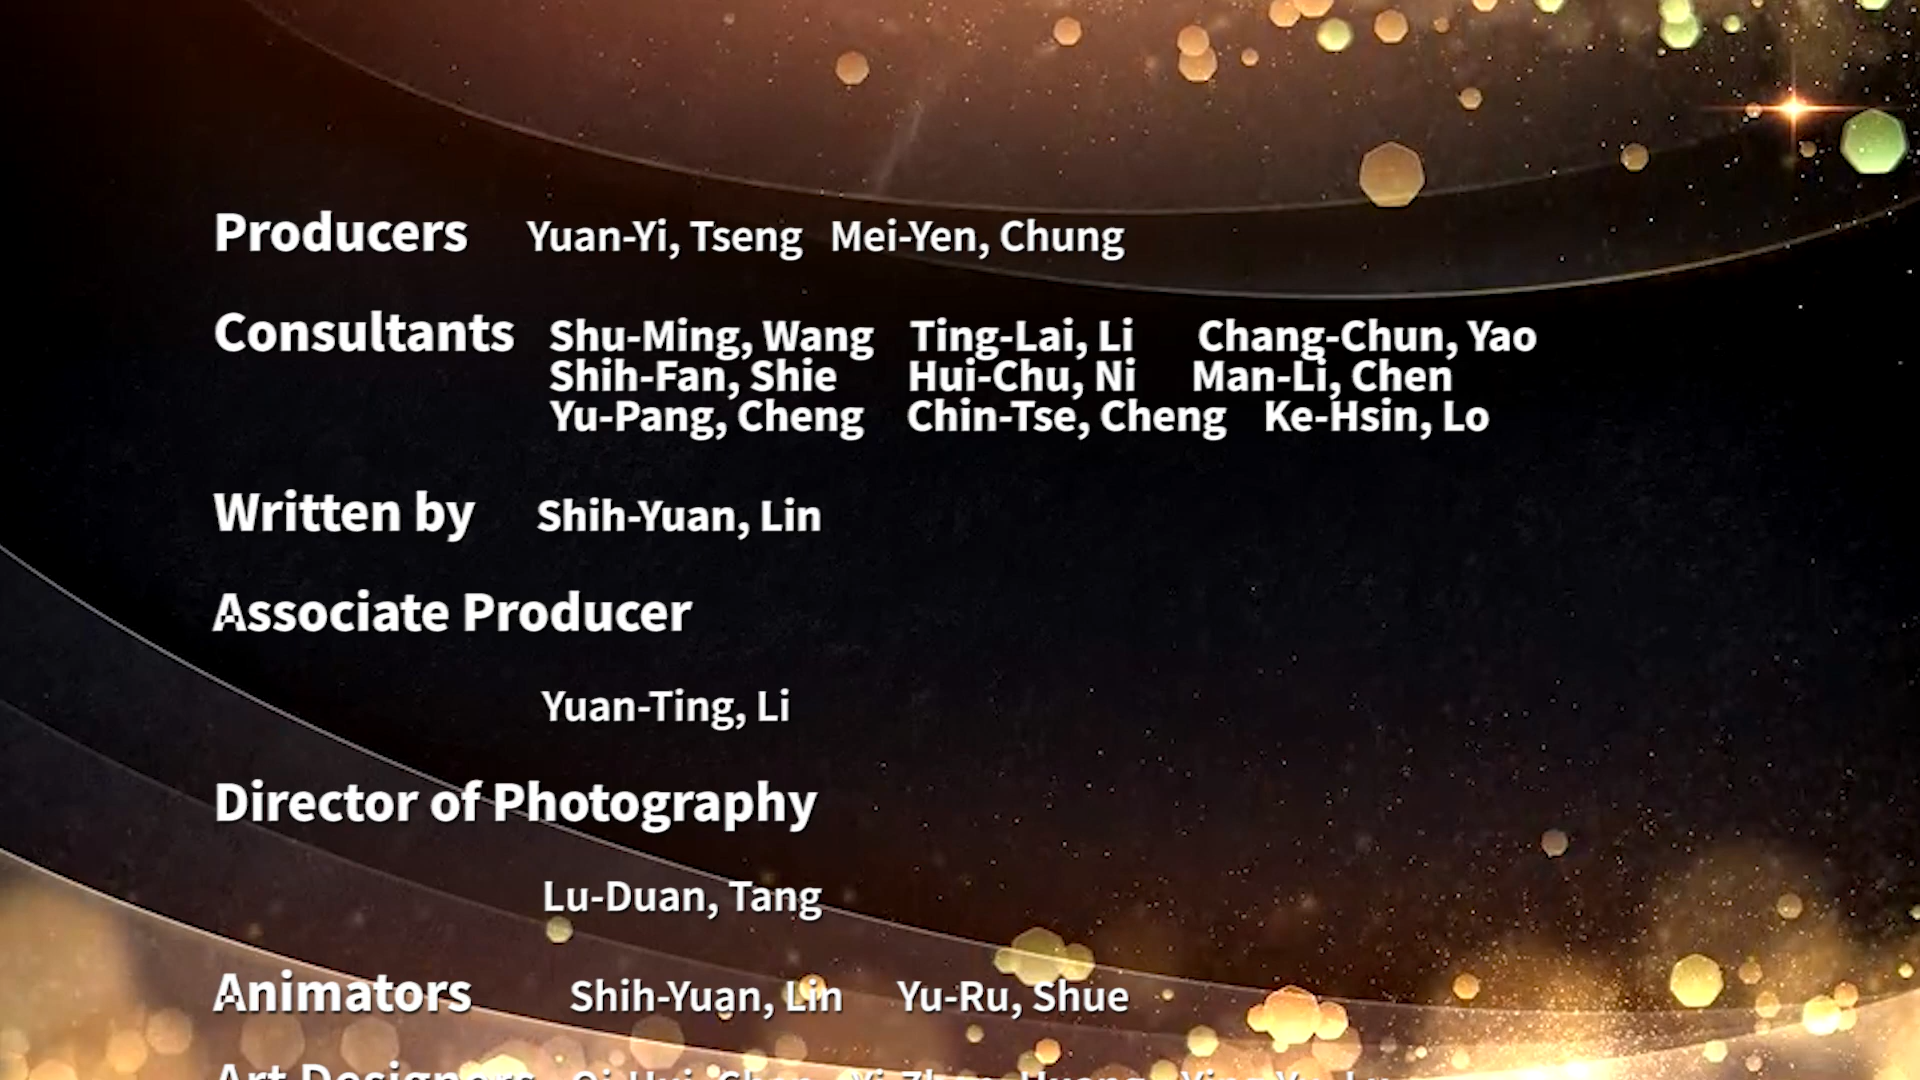 Producers Yuan-Yi, Tseng Mei-Yen, Chung
Consultants Shu-Ming, Wang Ting-Lai, Li Chang-Chun, Yao
Shih-Fan, Shie Hui-Chu, Ni Man-Li, Chen
Yu-Pang, Cheng Chin-Tse, Cheng Ke-Hsin, Lo
Written by Shih-Yuan, Lin
Associate Producer
Yuan-Ting, Li
Director of Photography
Lu-Duan, Tang
Animators Shih-Yuan, Lin Yu-Ru, Shue
Art Designers